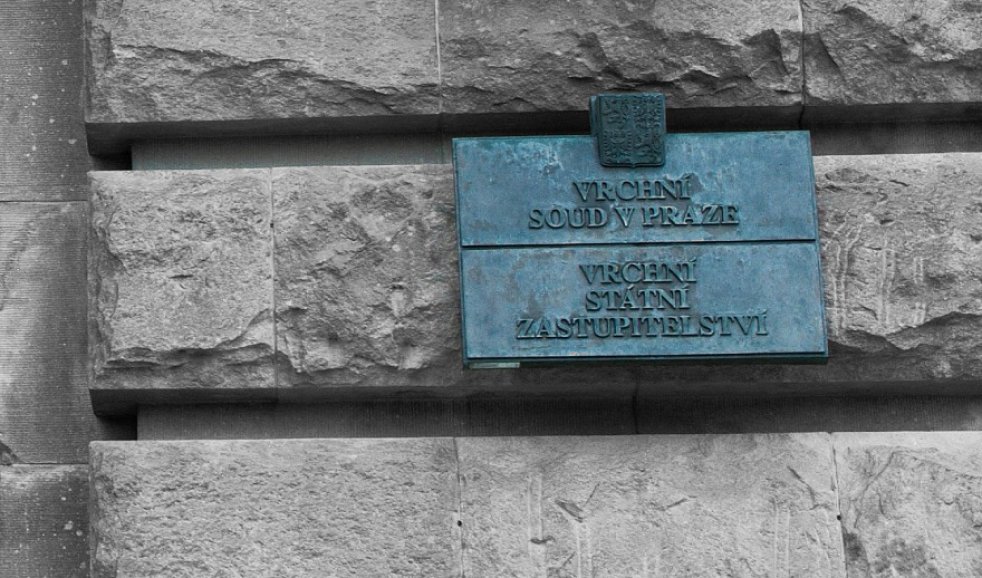 VRCHNÍ
SOUD V PRAZE
VRCHNÍ
STÁTNÍ
ZASTUPITELSTVÍ